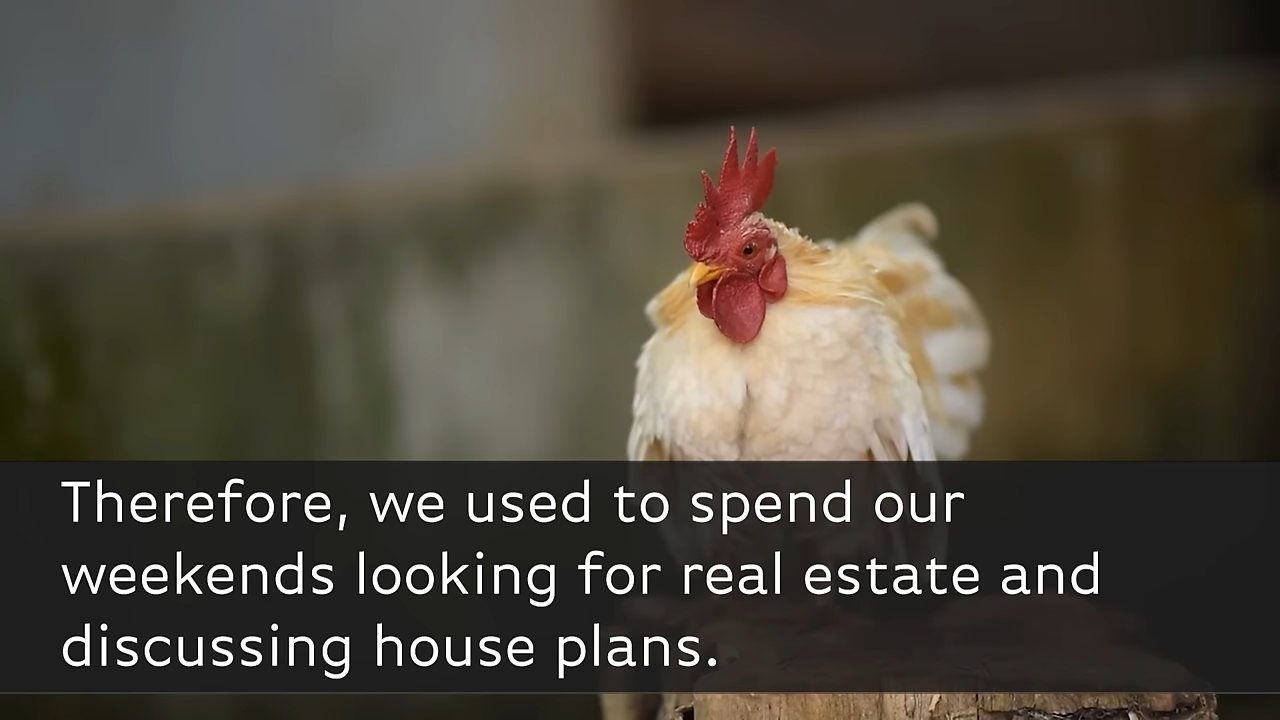 Therefore, we used to spend our
weekends looking for real estate and
discussing house plans.